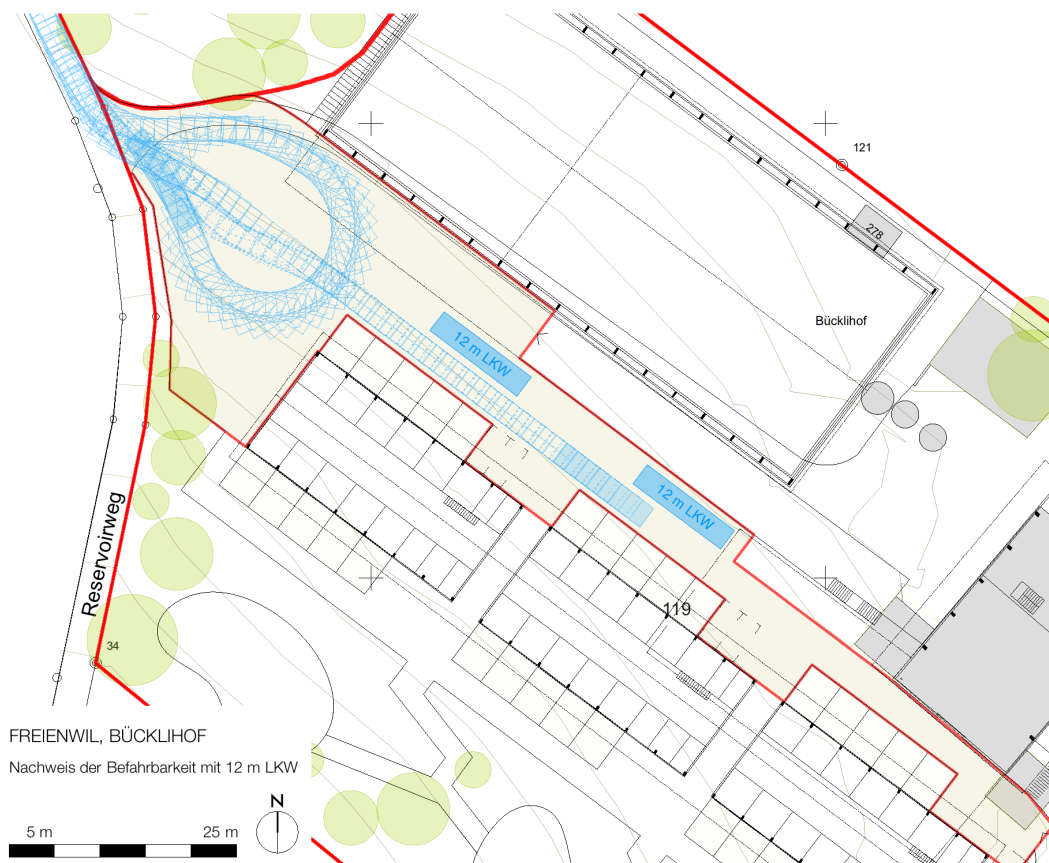 121
278
Bücklihof
12 m LKW
12 m LKW
Reservoirweg
119
34
FREIENWIL, BÜCKLIHOF
Nachweis der Befahrbarkeit mit 12 m LKW
N
5 m 25 m